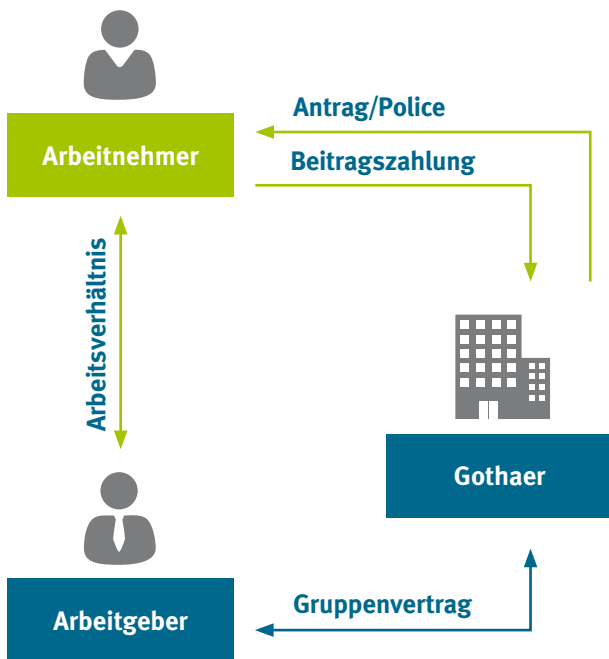 Antrag/Police
Arbeitnehmer
Beitragszahlung
Arbeitsverhältnis
Gothaer
Gruppenvertrag
Arbeitgeber